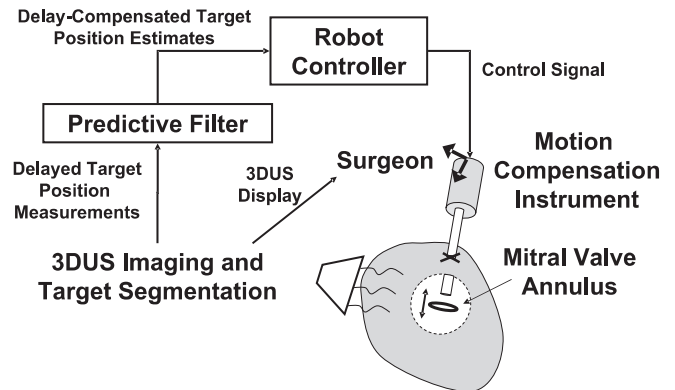 Delay-Compensated Target
Position Estimates
Robot
Controller
Control Signal
Predictive Filter
Delayed Target
Position
Measurements
3DUS
Display
Surgeon
Motion
Compensation
Instrument
3DUS Imaging and
Target Segmentation
Mitral Valve
Annulus